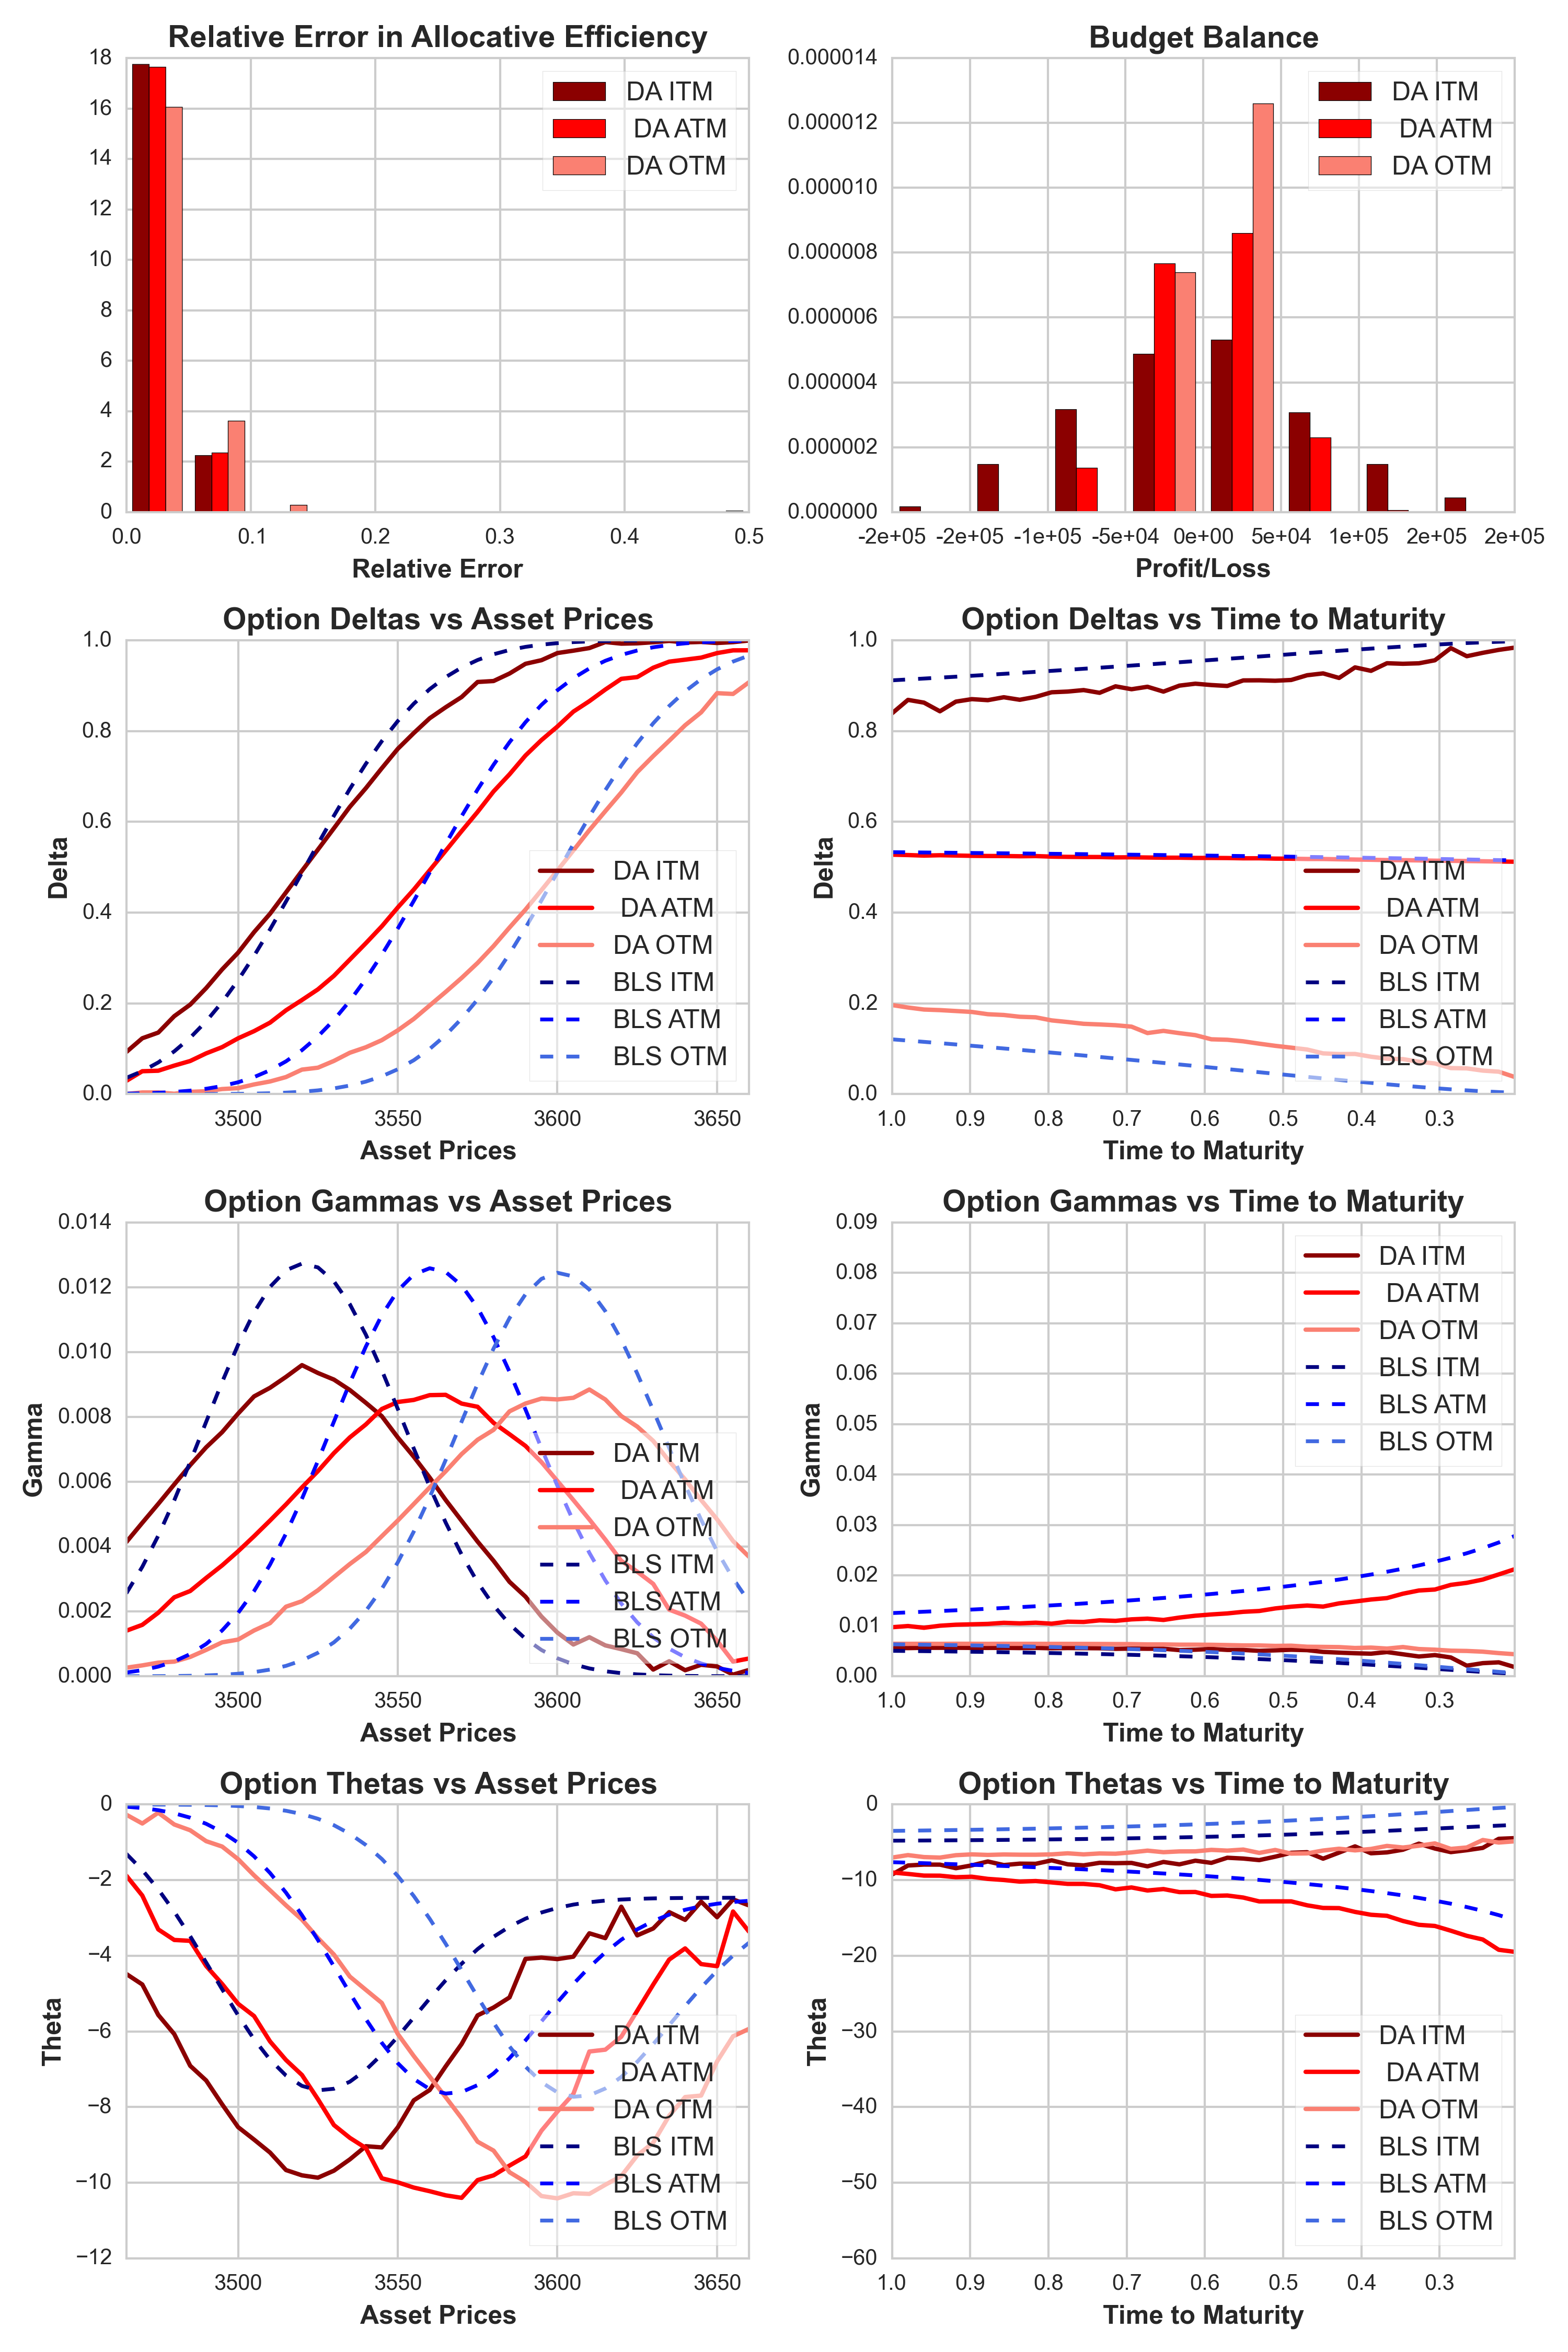 Relative Error in Allocative Efficiency
18
16
14
12
10
8
6
4
2
0
0.0 0.1 0.2 0.3 0.4 0.5
Relative Error
DA ITM
DA ATM
DA OTM
Budget Balance
0.000014
0.000012
0.000010
0.000008
0.000006
0.000004
0.000002
0.000000
-2e+05 -2e+05 -1e+05 -5e+04 0e+00 5e+04 1e+05 2e+05 2e+05
Profit/Loss
DA ITM
DA ATM
DA OTM
Option Deltas vs Asset Prices
Delta
1.0
0.8
0.6
0.4
0.2
0.0
3500 3550 3600 3650
Asset Prices
DA ITM
DA ATM
DA OTM
BLS ITM
BLS ATM
BLS OTM
Option Deltas vs Time to Maturity
Delta
1.0
0.8
0.6
0.4
0.2
0.0
1.0 0.9 0.8 0.7 0.6 0.5 0.4 0.3
Time to Maturity
DA ITM
DA ATM
DA OTM
BLS ITM
BLS ATM
BLS OTM
Option Gammas vs Asset Prices
Gamma
0.014
0.012
0.010
0.008
0.006
0.004
0.002
0.000
3500 3550 3600 3650
Asset Prices
DA ITM
DA ATM
DA OTM
BLS ITM
BLS ATM
BLS OTM
Option Gammas vs Time to Maturity
Gamma
0.09
0.08
0.07
0.06
0.05
0.04
0.03
0.02
0.01
0.00
1.0 0.9 0.8 0.7 0.6 0.5 0.4 0.3
Time to Maturity
DA ITM
DA ATM
DA OTM
BLS ITM
BLS ATM
BLS OTM
Option Thetas vs Asset Prices
Theta
0
−2
−4
−6
−8
−10
−12
3500 3550 3600 3650
Asset Prices
DA ITM
DA ATM
DA OTM
BLS ITM
BLS ATM
BLS OTM
Option Thetas vs Time to Maturity
Theta
0
−10
−20
−30
−40
−50
−60
1.0 0.9 0.8 0.7 0.6 0.5 0.4 0.3
Time to Maturity
DA ITM
DA ATM
DA OTM
BLS ITM
BLS ATM
BLS OTM